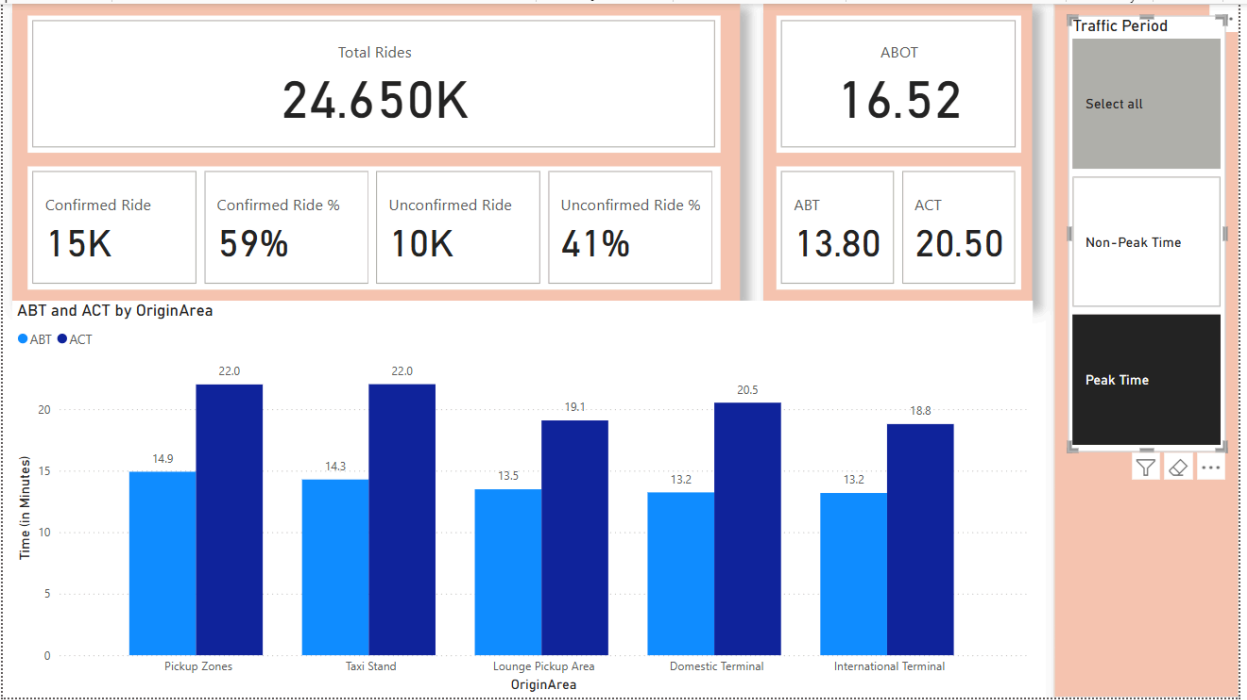 Total Rides
24.650K
Confirmed Ride
15K
Confirmed Ride %
59%
Unconfirmed Ride
10K
Unconfirmed Ride %
41%
ABOT
16.52
ABT
13.80
ACT
20.50
Traffic Period
Select all
Non-Peak Time
Peak Time
ABT and ACT by OriginArea
ABT ACT
Time (in Minutes)
20
15
10
5
0
14.9
22.0
14.3
22.0
13.5
19.1
13.2
20.5
13.2
18.8
Pickup Zones
Taxi Stand
Lounge Pickup Area
Domestic Terminal
International Terminal
OriginArea